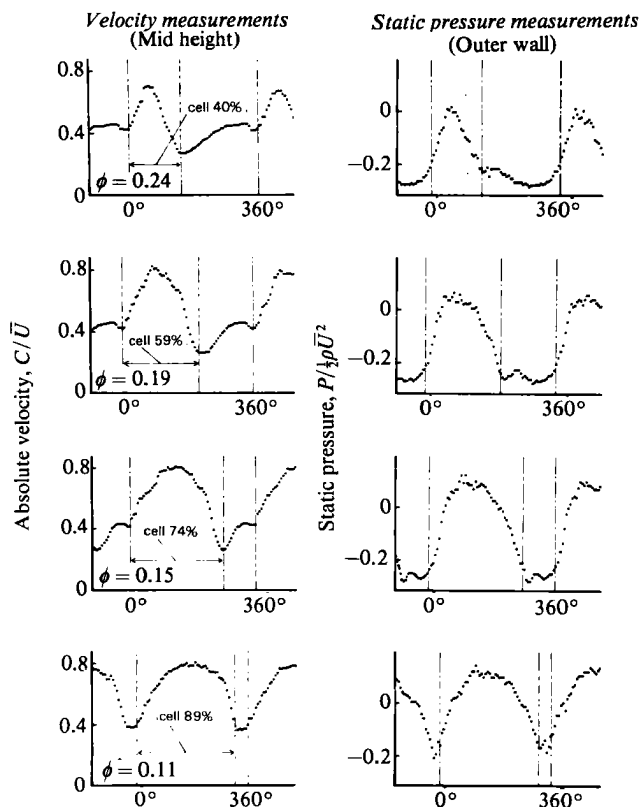 Velocity measurements
(Mid height)
Static pressure measurements
(Outer wall)
Absolute velocity, C/U̅
Static pressure, P/½ρU̅²
0.8
0.4
0
cell 40%
ϕ = 0.24
0° 360°
0
−0.2
0° 360°
0.8
0.4
0
cell 59%
ϕ = 0.19
0° 360°
0
−0.2
0° 360°
0.8
0.4
0
cell 74%
ϕ = 0.15
0° 360°
0
−0.2
0° 360°
0.8
0.4
0
cell 89%
ϕ = 0.11
0° 360°
0
−0.2
0° 360°